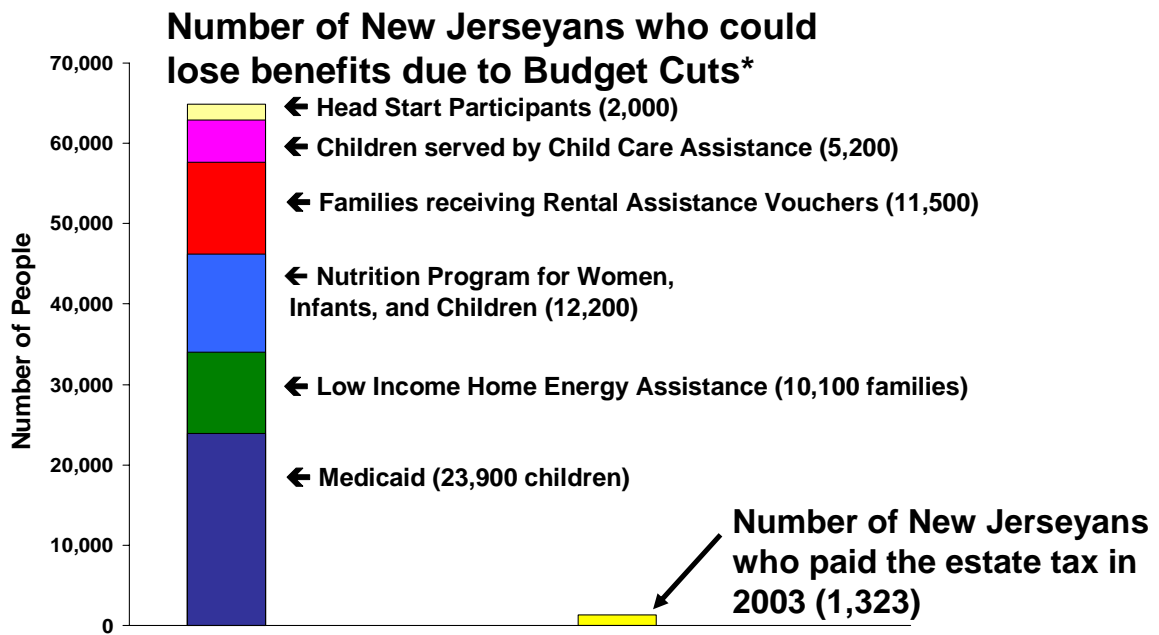 Number of New Jerseyans who could
lose benefits due to Budget Cuts*
70,000
60,000
50,000
40,000
30,000
20,000
10,000
0
Number of People
← Head Start Participants (2,000)
← Children served by Child Care Assistance (5,200)
← Families receiving Rental Assistance Vouchers (11,500)
← Nutrition Program for Women,
Infants, and Children (12,200)
← Low Income Home Energy Assistance (10,100 families)
← Medicaid (23,900 children)
Number of New Jerseyans
who paid the estate tax in
2003 (1,323)